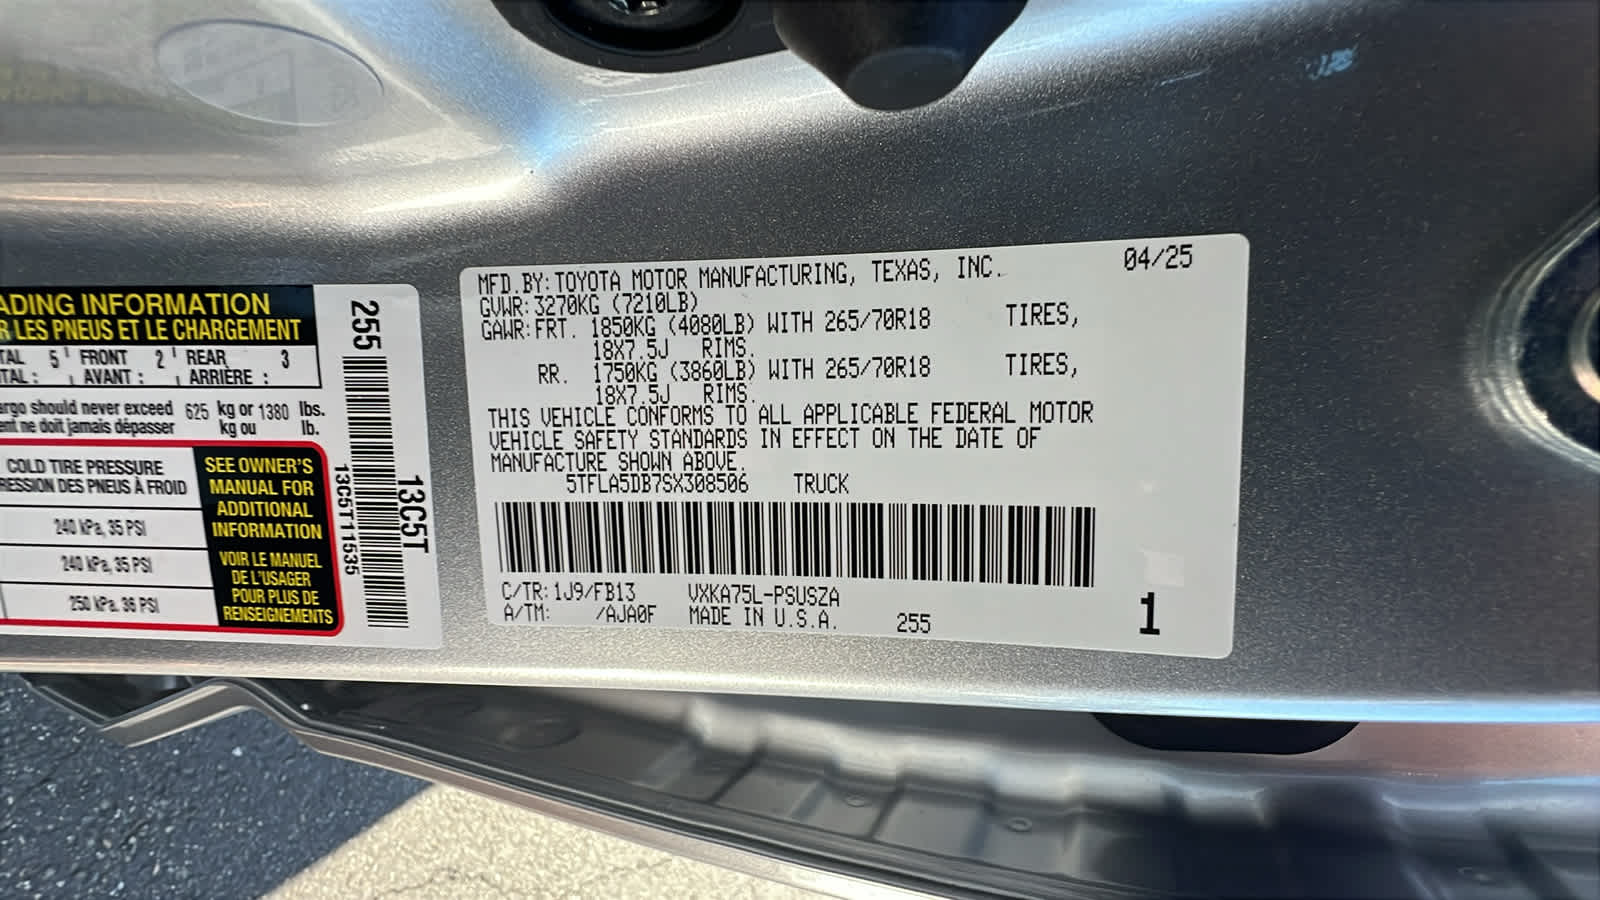 ADING INFORMATION
R LES PNEUS ET LE CHARGEMENT
TAL 5 FRONT 2 REAR 3
TAL : AVANT : ARRIÈRE :
argo should never exceed 625 kg or 1380 lbs.
ent ne doit jamais dépasser kg ou lb.
COLD TIRE PRESSURE
RESSION DES PNEUS À FROID
240 kPa, 35 PSI
240 kPa, 35 PSI
250 kPa, 36 PSI
SEE OWNER'S
MANUAL FOR
ADDITIONAL
INFORMATION
VOIR LE MANUEL
DE L'USAGER
POUR PLUS DE
RENSEIGNEMENTS
255
13C5T
13C5T11535
MFD. BY: TOYOTA MOTOR MANUFACTURING, TEXAS, INC. 04/25
GVWR: 3270KG (7210LB)
GAWR: FRT. 1850KG (4080LB) WITH 265/70R18 TIRES,
18X7.5J RIMS.
RR. 1750KG (3860LB) WITH 265/70R18 TIRES,
18X7.5J RIMS.
THIS VEHICLE CONFORMS TO ALL APPLICABLE FEDERAL MOTOR
VEHICLE SAFETY STANDARDS IN EFFECT ON THE DATE OF
MANUFACTURE SHOWN ABOVE.
5TFLA5DB7SX308506 TRUCK
C/TR: 1J9/FB13 VXKA75L-PSUSZA
A/TM: /AJA0F MADE IN U.S.A. 255
1